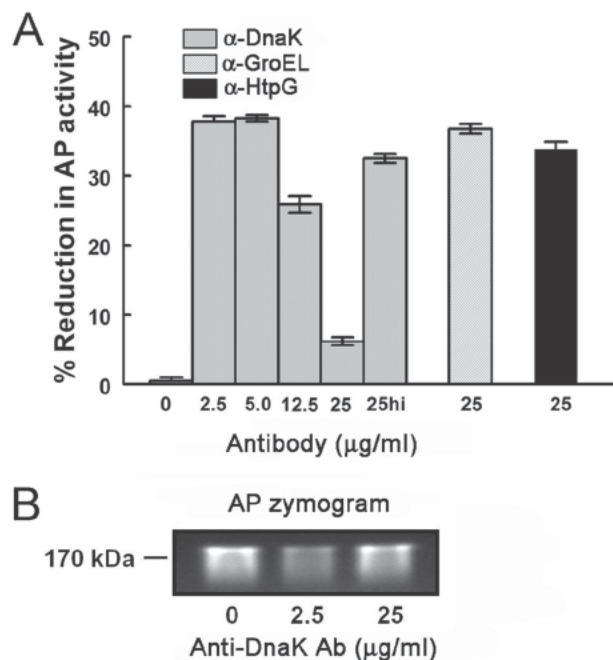 A
50
40
30
20
10
0
% Reduction in AP activity
α-DnaK
α-GroEL
α-HtpG
0 2.5 5.0 12.5 25 25hi 25 25
Antibody (μg/ml)
B
AP zymogram
170 kDa
0 2.5 25
Anti-DnaK Ab (μg/ml)